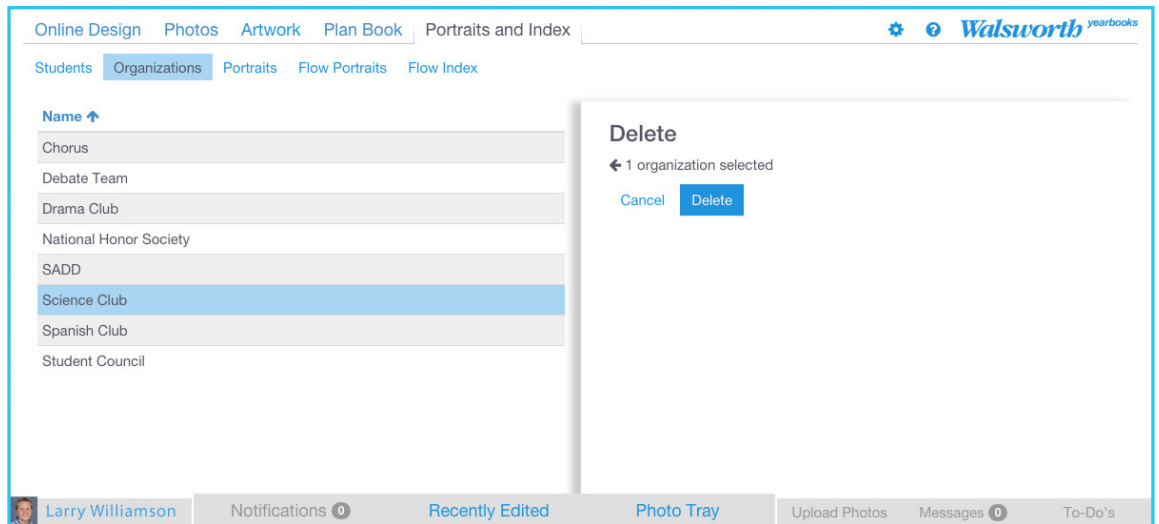 Online Design Photos Artwork Plan Book Portraits and Index Walsworth yearbooks
Students Organizations Portraits Flow Portraits Flow Index
Name
Chorus
Debate Team
Drama Club
National Honor Society
SADD
Science Club
Spanish Club
Student Council
Delete
1 organization selected
Cancel Delete
Larry Williamson Notifications 0 Recently Edited Photo Tray Upload Photos Messages 0 To-Do's